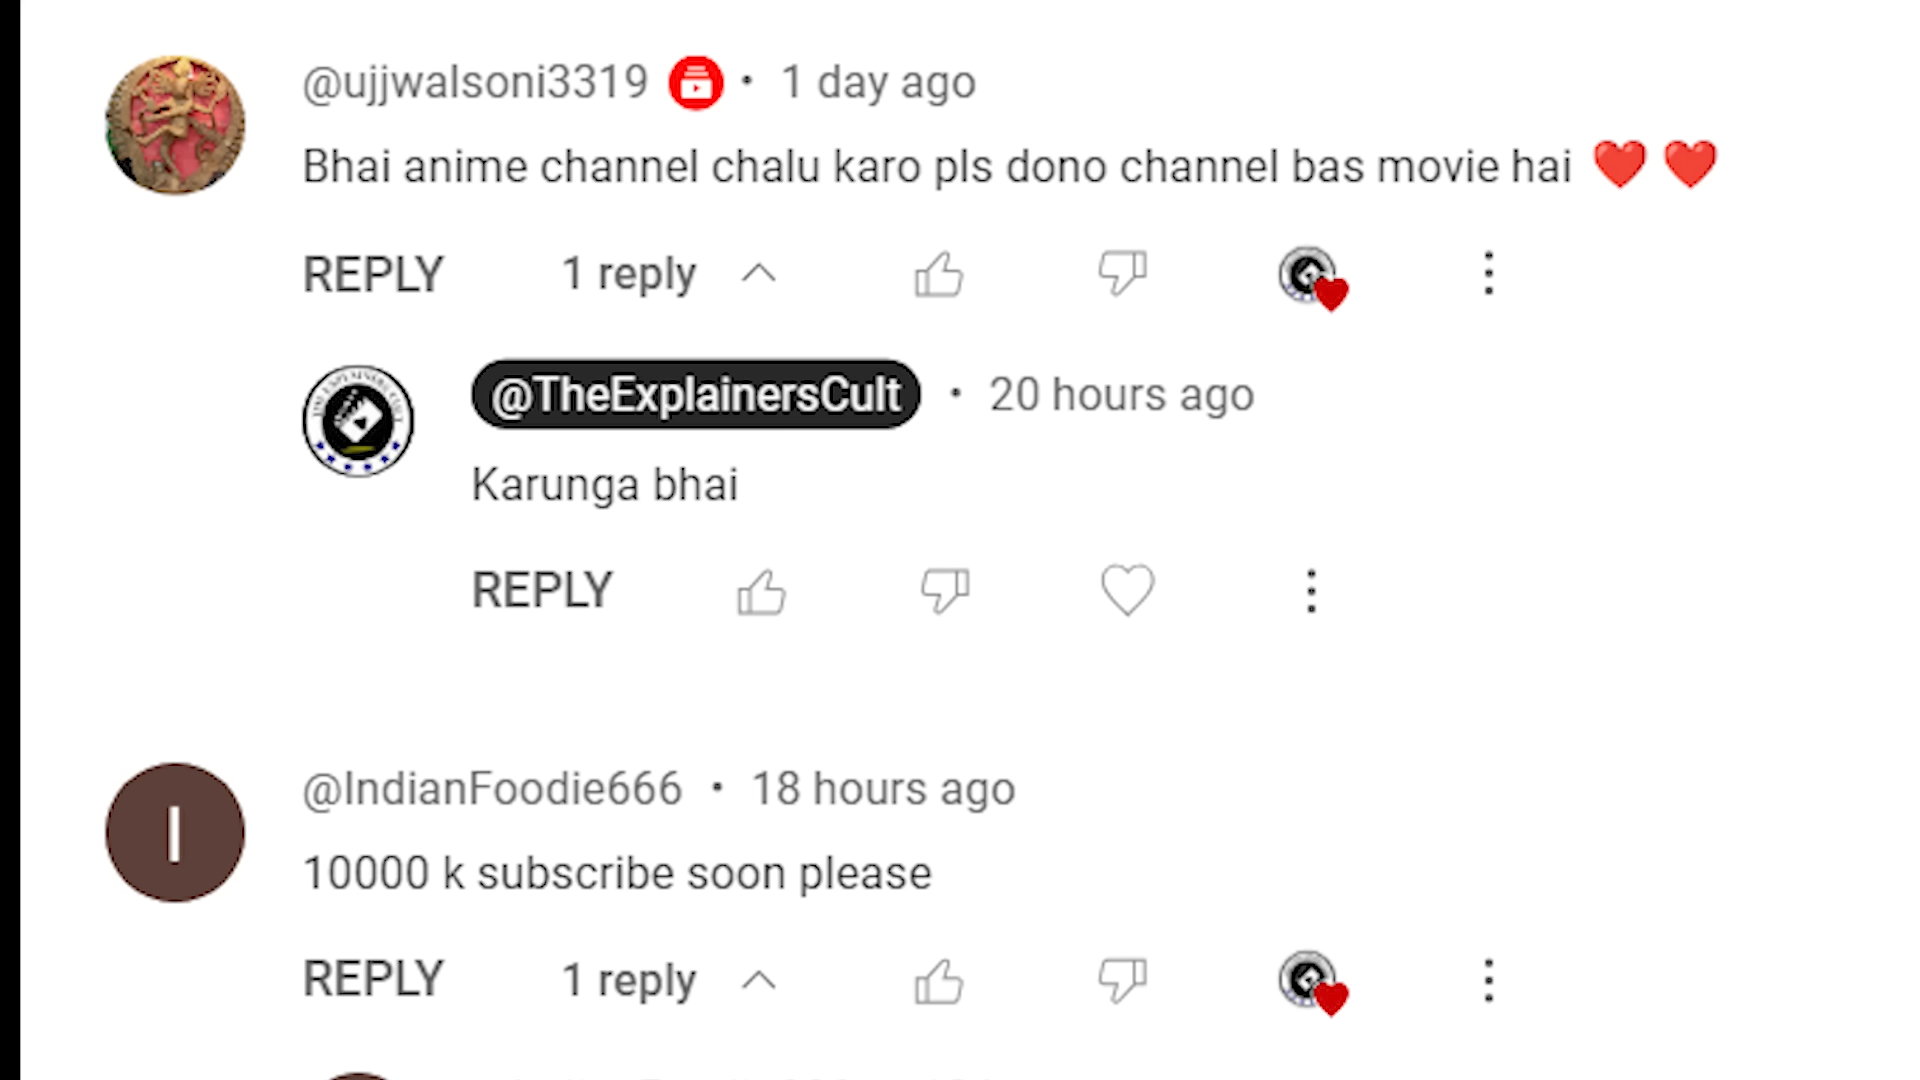 @ujjwalsoni3319 • 1 day ago
Bhai anime channel chalu karo pls dono channel bas movie hai ❤️ ❤️
REPLY 1 reply
@TheExplainersCult • 20 hours ago
Karunga bhai
REPLY
@IndianFoodie666 • 18 hours ago
I
10000 k subscribe soon please
REPLY 1 reply